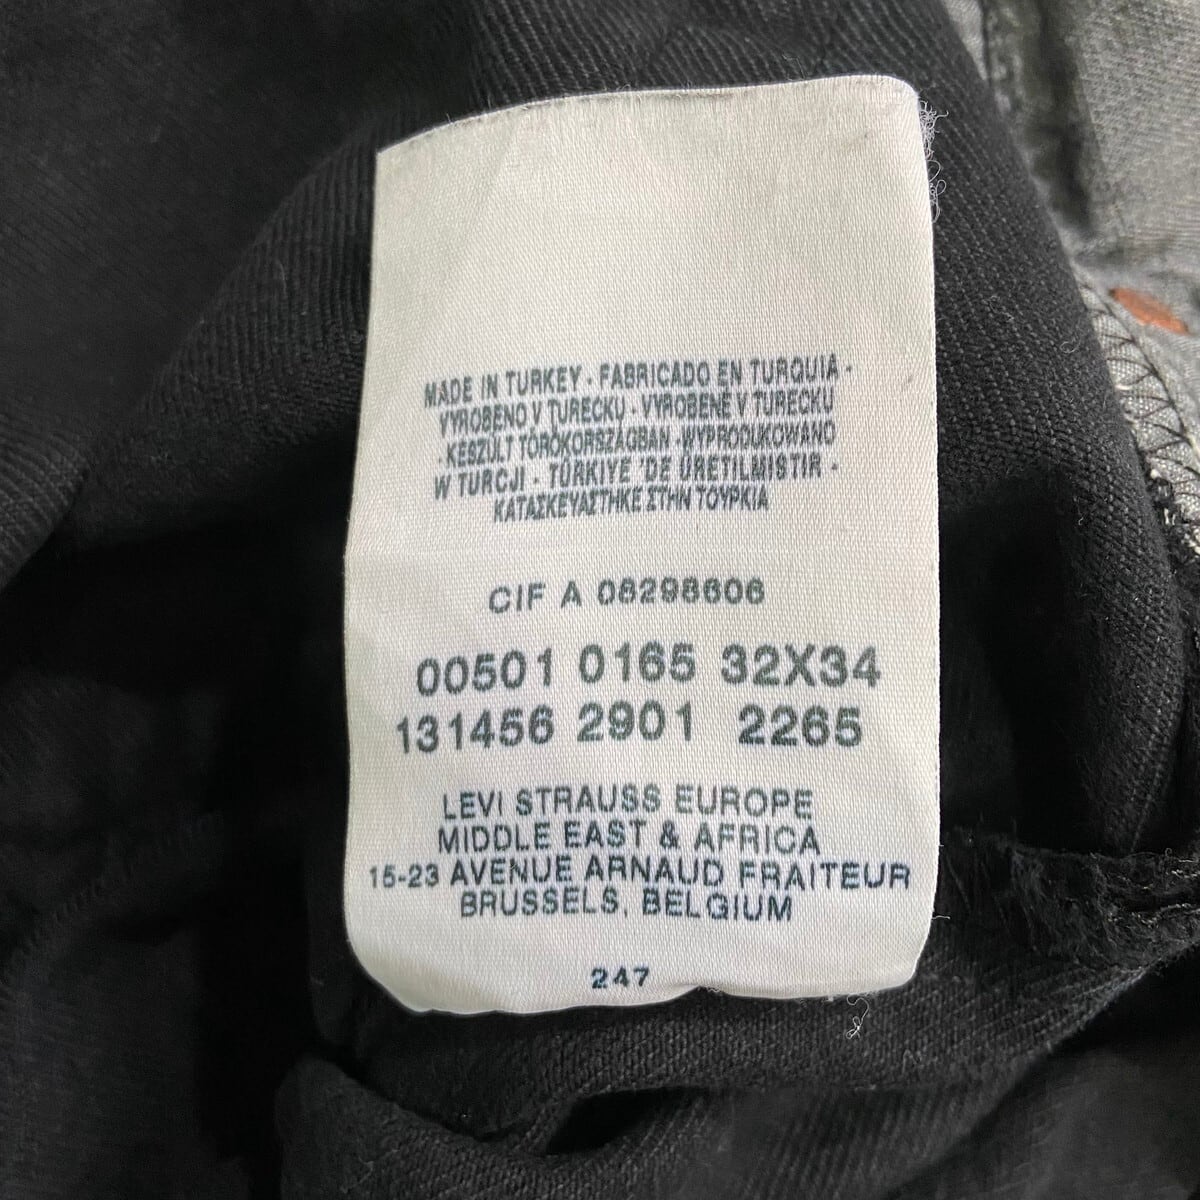 MADE IN TURKEY · FABRICADO EN TURQUIA ·
VYROBENO V TURECKU · VYROBENÉ V TURECKU
· KESZÜLT TÖRÖKORSZÁGBAN · WYPRODUKOWANO
W TURCJI · TÜRKIYE 'DE ÜRETILMISTIR ·
ΚΑΤΑΣΚΕΥΑΣΤΗΚΕ ΣΤΗΝ ΤΟΥΡΚΙΑ
CIF A 08298606
00501 0165 32X34
131456 2901 2265
LEVI STRAUSS EUROPE
MIDDLE EAST & AFRICA
15-23 AVENUE ARNAUD FRAITEUR
BRUSSELS, BELGIUM
247